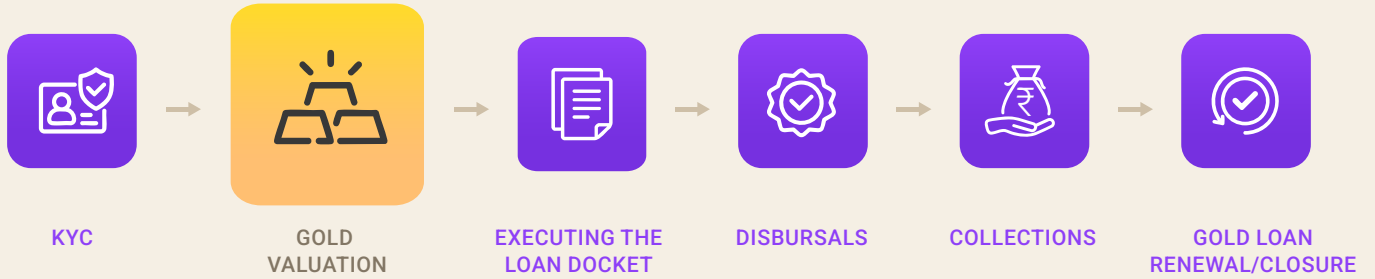 ₹
KYC
GOLD
VALUATION
EXECUTING THE
LOAN DOCKET
DISBURSALS
COLLECTIONS
GOLD LOAN
RENEWAL/CLOSURE